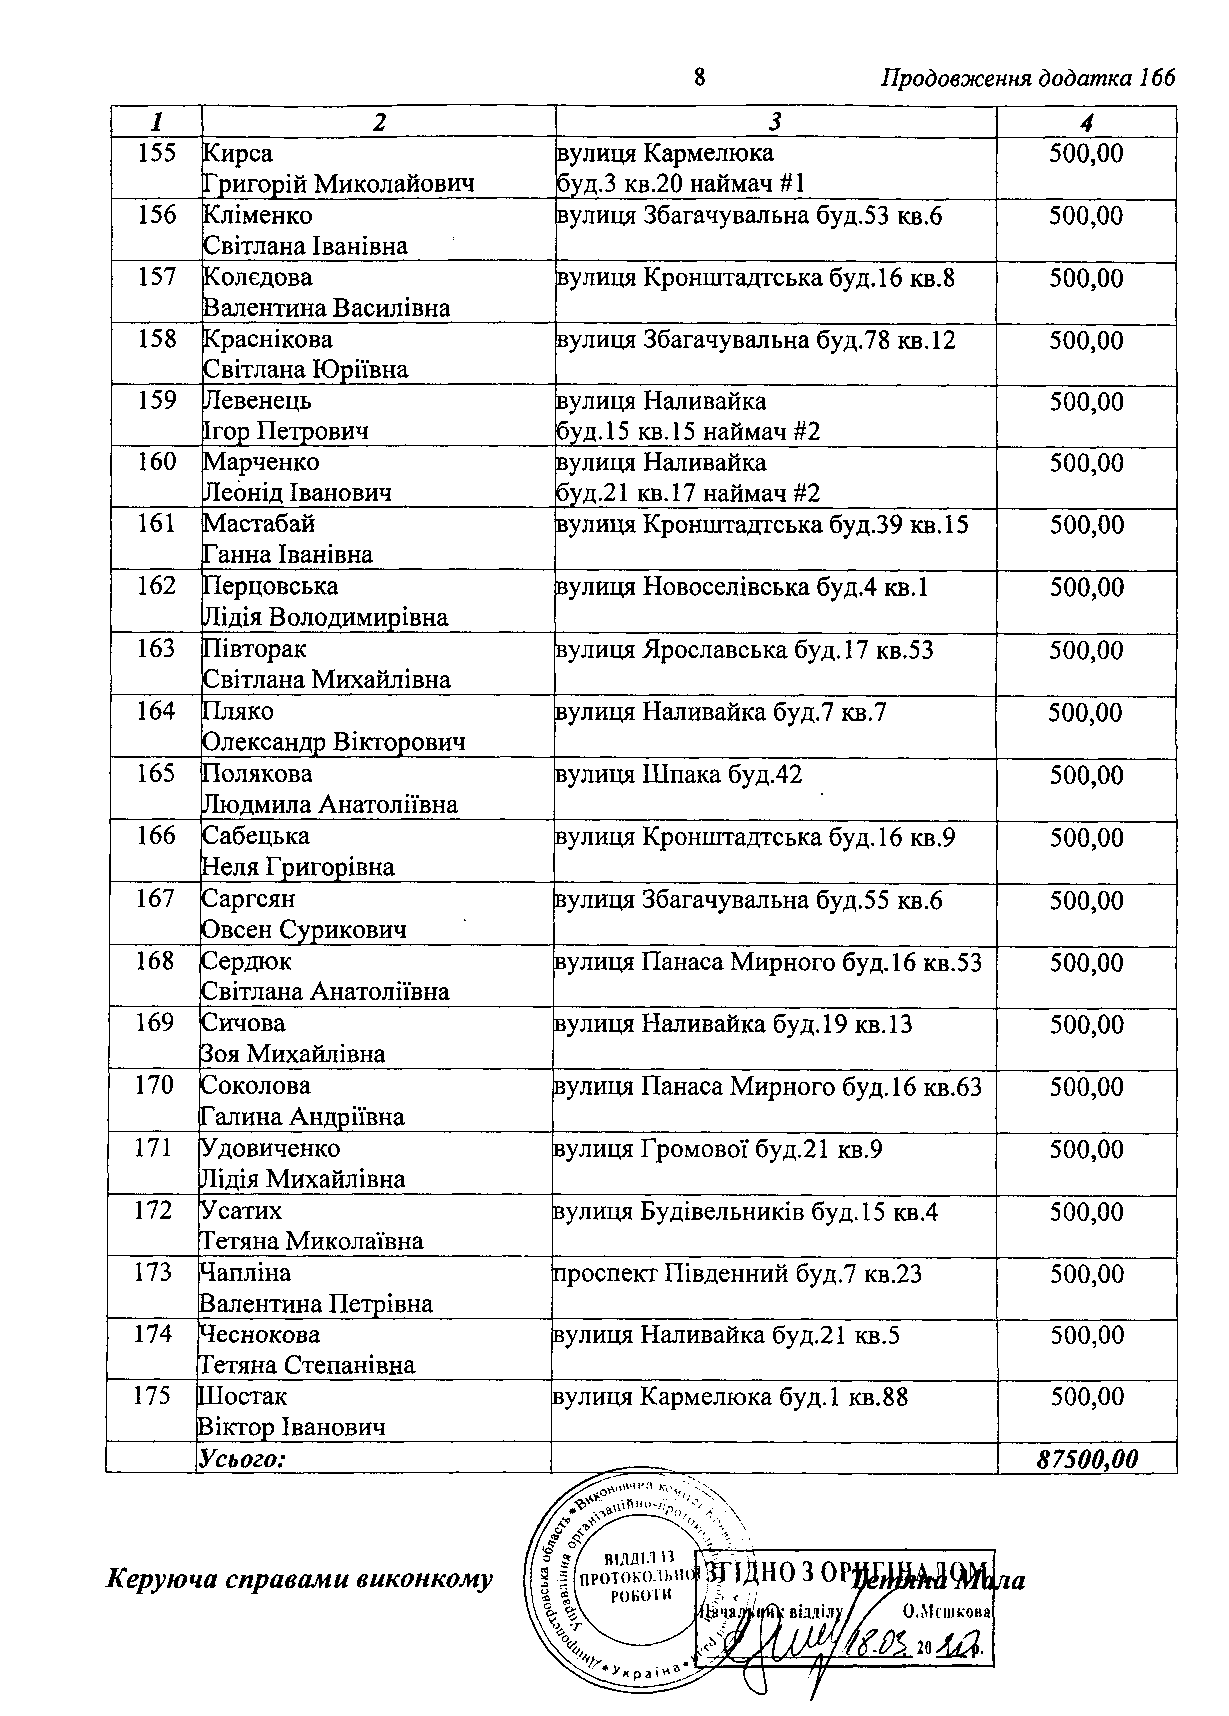 8 Продовження додатка 166
1 2 3 4
155 Кирса вулиця Кармелюка 500,00
Григорій Миколайович буд.3 кв.20 наймач #1
156 Кліменко вулиця Збагачувальна буд.53 кв.6 500,00
Світлана Іванівна
157 Колєдова вулиця Кронштадтська буд.16 кв.8 500,00
Валентина Василівна
158 Краснікова вулиця Збагачувальна буд.78 кв.12 500,00
Світлана Юріївна
159 Левенець вулиця Наливайка 500,00
Ігор Петрович буд.15 кв.15 наймач #2
160 Марченко вулиця Наливайка 500,00
Леонід Іванович буд.21 кв.17 наймач #2
161 Мастабай вулиця Кронштадтська буд.39 кв.15 500,00
Ганна Іванівна
162 Перцовська вулиця Новоселівська буд.4 кв.1 500,00
Лідія Володимирівна
163 Півторак вулиця Ярославська буд.17 кв.53 500,00
Світлана Михайлівна
164 Пляко вулиця Наливайка буд.7 кв.7 500,00
Олександр Вікторович
165 Полякова вулиця Шпака буд.42 500,00
Людмила Анатоліївна
166 Сабецька вулиця Кронштадтська буд.16 кв.9 500,00
Неля Григорівна
167 Саргсян вулиця Збагачувальна буд.55 кв.6 500,00
Овсен Сурикович
168 Сердюк вулиця Панаса Мирного буд.16 кв.53 500,00
Світлана Анатоліївна
169 Сичова вулиця Наливайка буд.19 кв.13 500,00
Зоя Михайлівна
170 Соколова вулиця Панаса Мирного буд.16 кв.63 500,00
Галина Андріївна
171 Удовиченко вулиця Громової буд.21 кв.9 500,00
Лідія Михайлівна
172 Усатих вулиця Будівельників буд.15 кв.4 500,00
Тетяна Миколаївна
173 Чапліна проспект Південний буд.7 кв.23 500,00
Валентина Петрівна
174 Чеснокова вулиця Наливайка буд.21 кв.5 500,00
Тетяна Степанівна
175 Шостак вулиця Кармелюка буд.1 кв.88 500,00
Віктор Іванович
Усього: 87500,00
Керуюча справами виконкому Тетяна Мала
Дніпропетровська область * Виконавчий
Управління організаційно-
* Україна *
ВІДДІЛ ІЗ
ПРОТОКОЛЬНОЇ
РОБОТИ
ЗГІДНО З ОРИГІНАЛОМ
Начальник відділу О.Мєшкова
18.03. 2020 р.